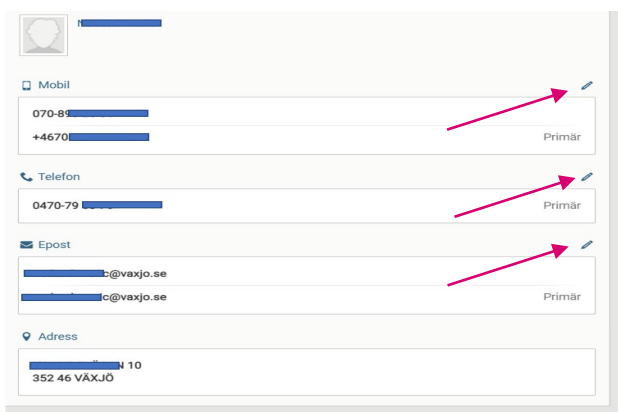 Mobil
070-89
+4670
Primär
Telefon
0470-79
Primär
Epost
c@vaxjo.se
c@vaxjo.se
Primär
Adress
10
352 46 VÄXJÖ